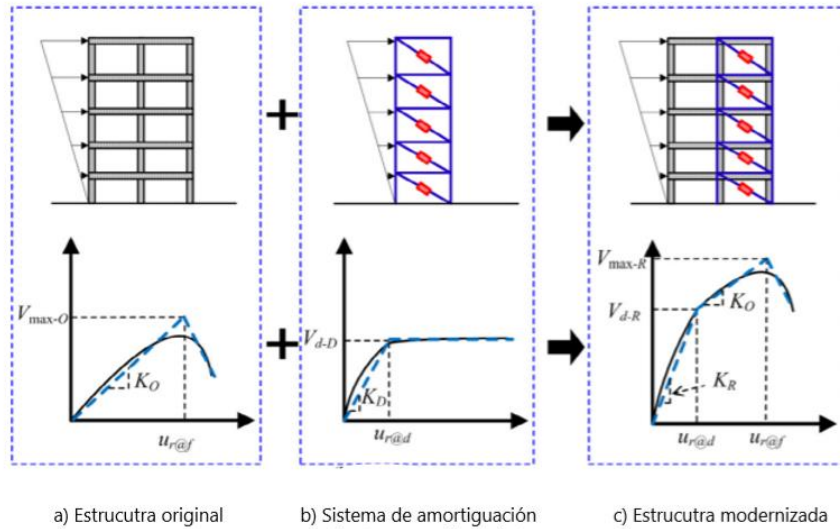 V_max-O
K_O
u_r@f
V_d-D
K_D
u_r@d
V_max-R
V_d-R
K_O
K_R
u_r@d
u_r@f
a) Estrucutra original
b) Sistema de amortiguación
c) Estrucutra modernizada